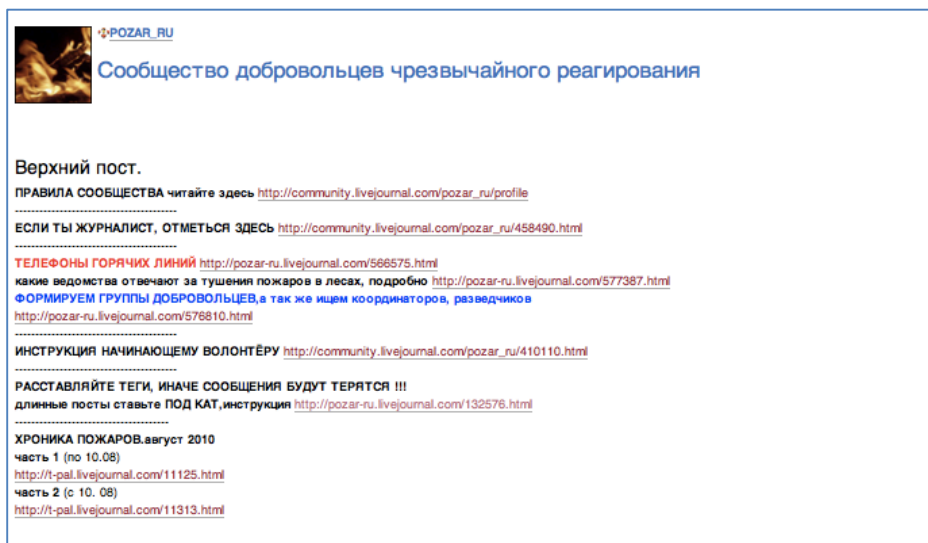 POZAR_RU
Сообщество добровольцев чрезвычайного реагирования
Верхний пост.
ПРАВИЛА СООБЩЕСТВА читайте здесь http://community.livejournal.com/pozar_ru/profile
----------------------------------------
ЕСЛИ ТЫ ЖУРНАЛИСТ, ОТМЕТЬСЯ ЗДЕСЬ http://community.livejournal.com/pozar_ru/458490.html
----------------------------------------
ТЕЛЕФОНЫ ГОРЯЧИХ ЛИНИЙ http://pozar-ru.livejournal.com/566575.html
какие ведомства отвечают за тушения пожаров в лесах, подробно http://pozar-ru.livejournal.com/577387.html
ФОРМИРУЕМ ГРУППЫ ДОБРОВОЛЬЦЕВ,а так же ищем координаторов, разведчиков
http://pozar-ru.livejournal.com/576810.html
----------------------------------------
ИНСТРУКЦИЯ НАЧИНАЮЩЕМУ ВОЛОНТЁРУ http://community.livejournal.com/pozar_ru/410110.html
----------------------------------------
РАССТАВЛЯЙТЕ ТЕГИ, ИНАЧЕ СООБЩЕНИЯ БУДУТ ТЕРЯТСЯ !!!
длинные посты ставьте ПОД КАТ,инструкция http://pozar-ru.livejournal.com/132576.html
--------------------------------------
ХРОНИКА ПОЖАРОВ.август 2010
часть 1 (по 10.08)
http://t-pal.livejournal.com/11125.html
часть 2 (с 10. 08)
http://t-pal.livejournal.com/11313.html